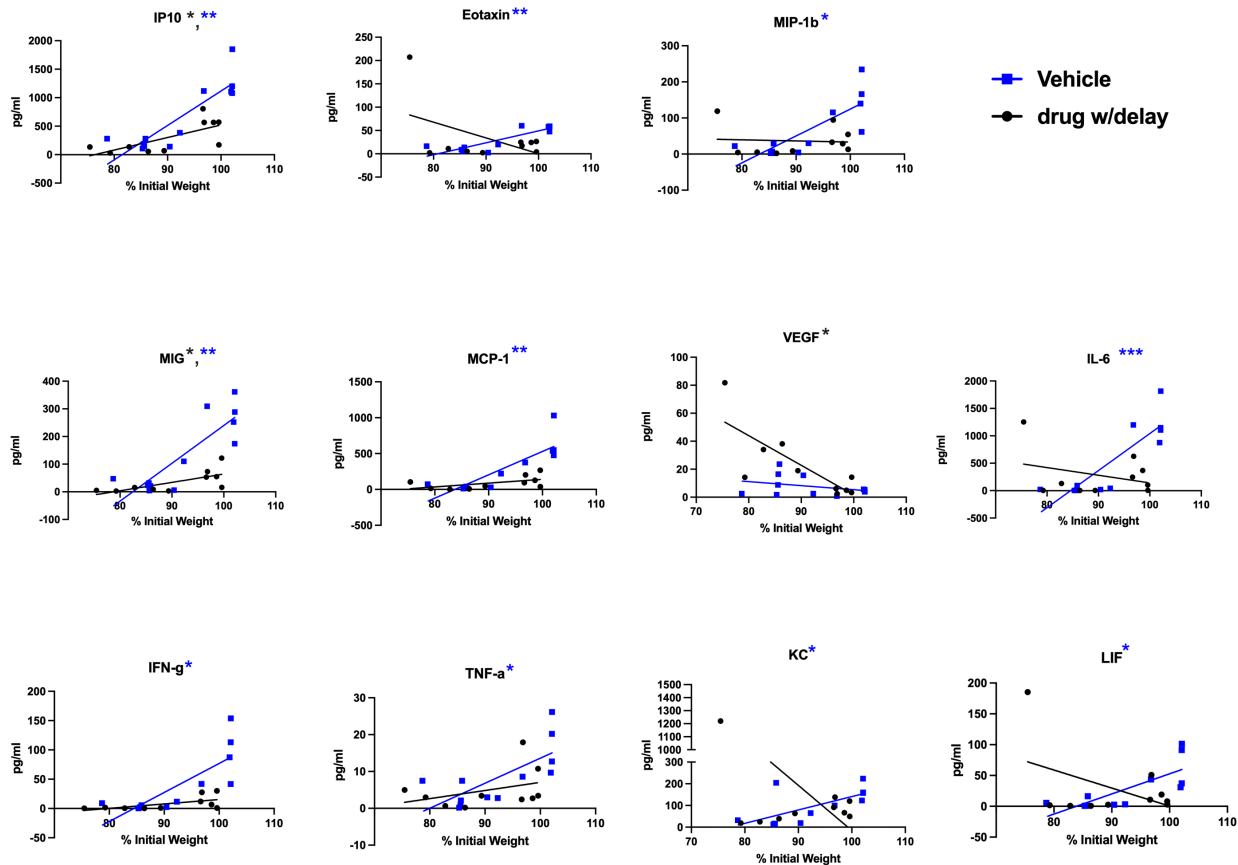 IP10 *, **
2000
1500
1000
500
0
-500
80 90 100 110
pg/ml
% Initial Weight
Eotaxin **
250
200
150
100
50
0
-50
80 90 100 110
pg/ml
% Initial Weight
MIP-1b *
300
200
100
0
-100
80 90 100 110
pg/ml
% Initial Weight
Vehicle
drug w/delay
MIG *, **
400
300
200
100
0
-100
80 90 100 110
pg/ml
% Initial Weight
MCP-1 **
1500
1000
500
0
-500
80 90 100 110
pg/ml
% Initial Weight
VEGF *
100
80
60
40
20
0
70 80 90 100 110
pg/ml
% Initial Weight
IL-6 ***
2000
1500
1000
500
0
-500
80 90 100 110
pg/ml
% Initial Weight
IFN-g *
200
150
100
50
0
-50
80 90 100 110
pg/ml
% Initial Weight
TNF-a *
30
20
10
0
-10
80 90 100 110
pg/ml
% Initial Weight
KC *
1500
1400
1300
1200
1100
1000
300
200
100
0
70 80 90 100 110
pg/ml
% Initial Weight
LIF *
200
150
100
50
0
-50
80 90 100 110
pg/ml
% Initial Weight